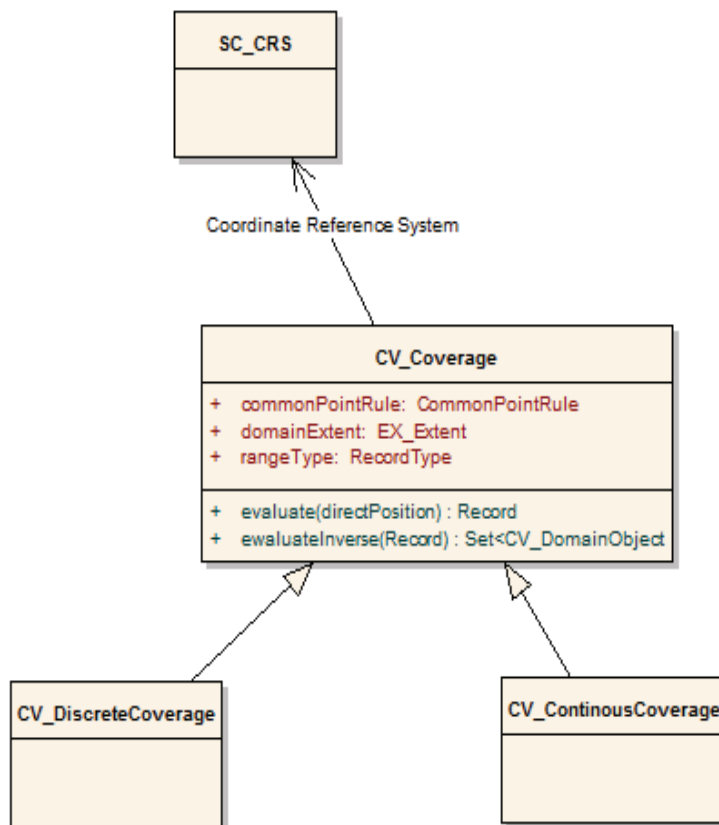 SC_CRS
Coordinate Reference System
CV_Coverage
+ commonPointRule: CommonPointRule
+ domainExtent: EX_Extent
+ rangeType: RecordType
+ evaluate(directPosition) : Record
+ ewaluateInverse(Record) : Set<CV_DomainObject
CV_DiscreteCoverage
CV_ContinousCoverage